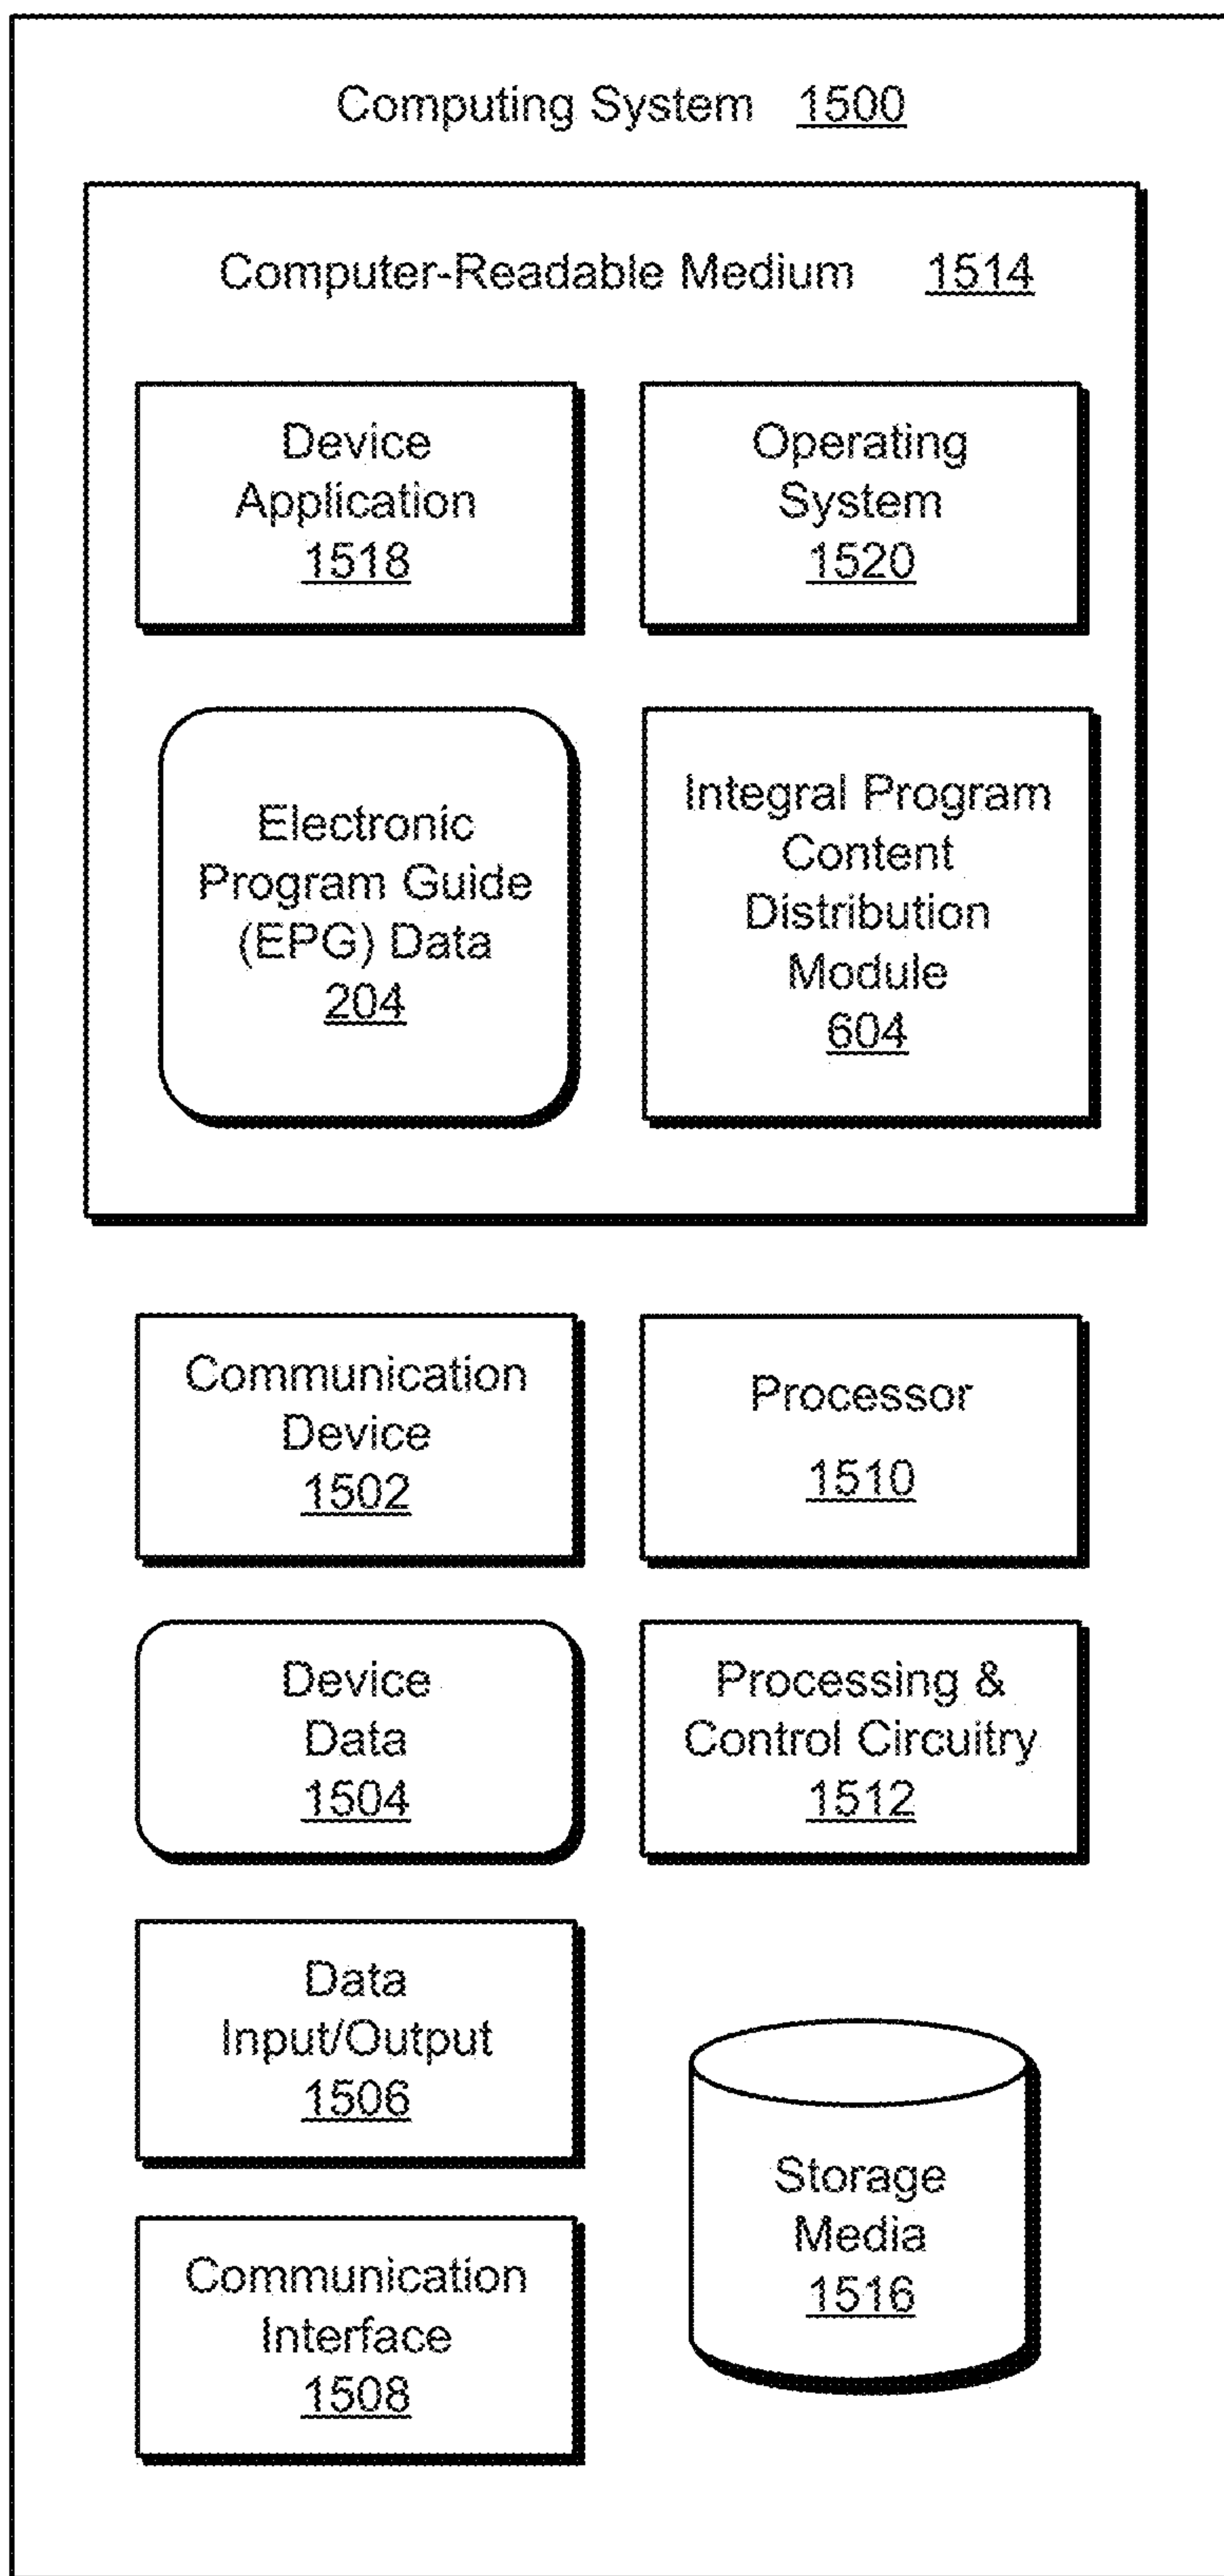 Computing System 1500
Computer-Readable Medium 1514
Device
Application
1518
Operating
System
1520
Electronic
Program Guide
(EPG) Data
204
Integral Program
Content
Distribution
Module
604
Communication
Device
1502
Processor
1510
Device
Data
1504
Processing &
Control Circuitry
1512
Data
Input/Output
1506
Storage
Media
1516
Communication
Interface
1508